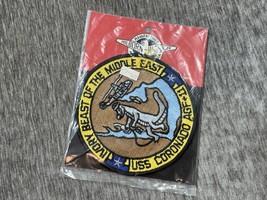 IVORY BEAST OF THE MIDDLE EAST
USS CORONADO AGF-11